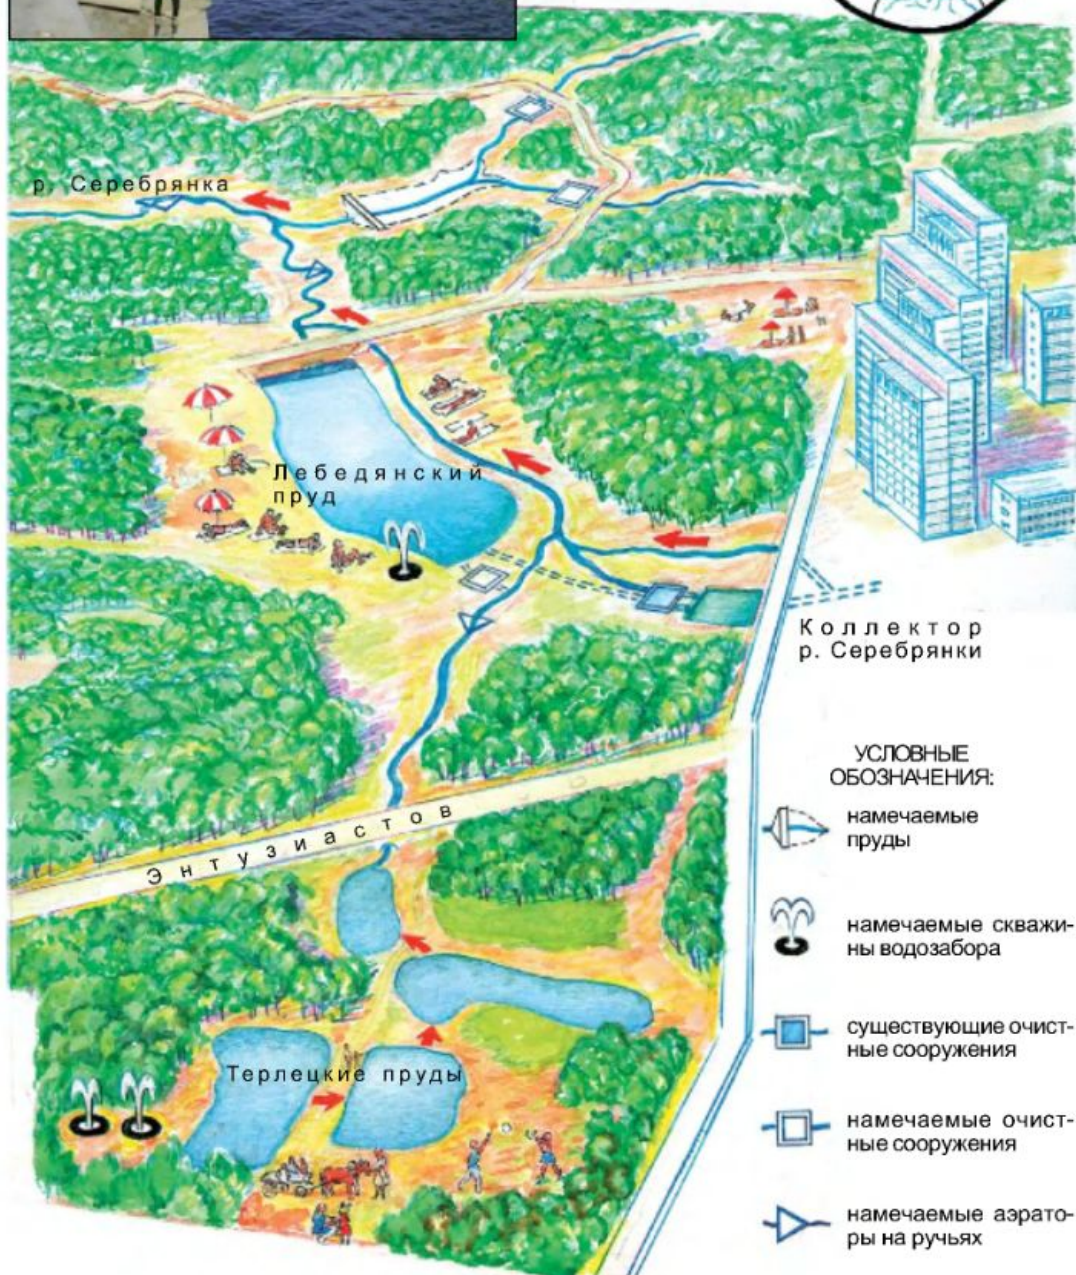 р. Серебрянка
Лебедянский
пруд
Коллектор
р. Серебрянки
Энтузиастов
Терлецкие пруды
УСЛОВНЫЕ
ОБОЗНАЧЕНИЯ:
намечаемые
пруды
намечаемые скважи-
ны водозабора
существующие очист-
ные сооружения
намечаемые очист-
ные сооружения
намечаемые аэрато-
ры на ручьях